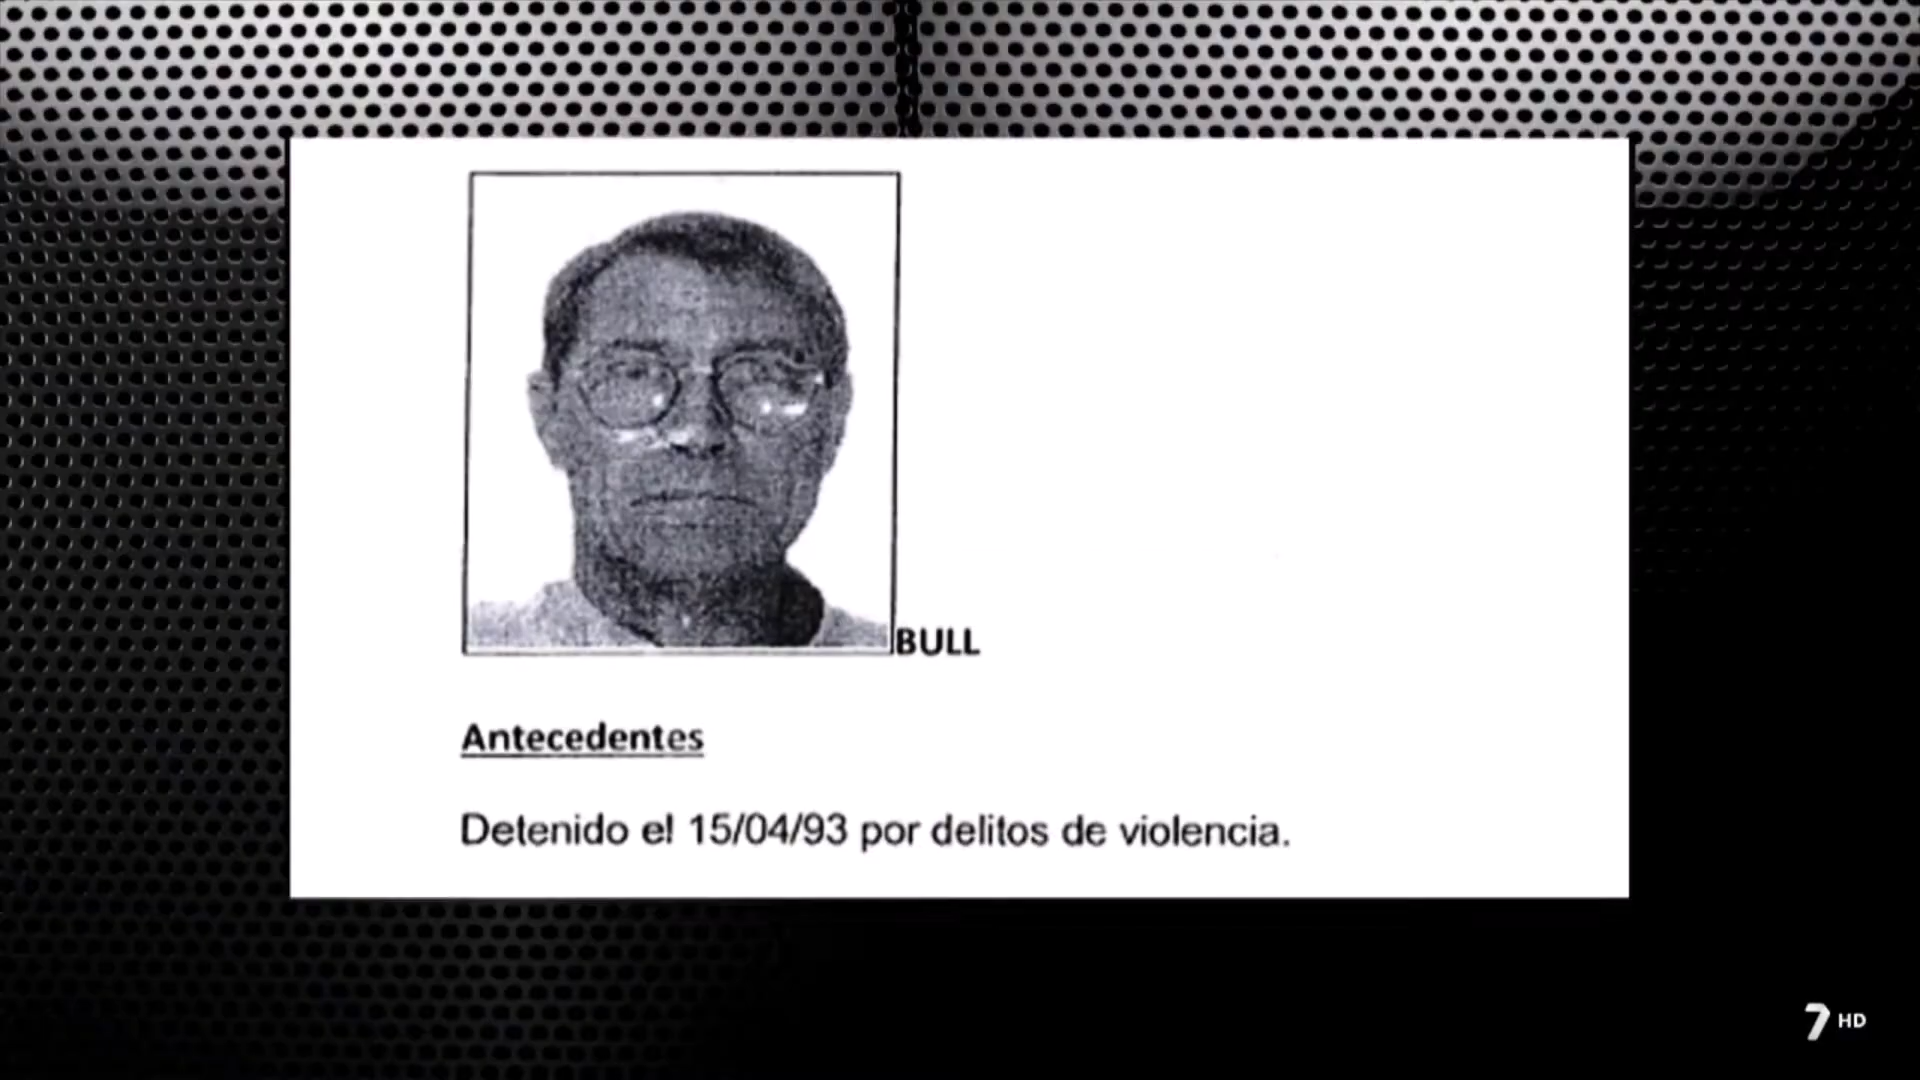 BULL
Antecedentes
Detenido el 15/04/93 por delitos de violencia.
7 HD